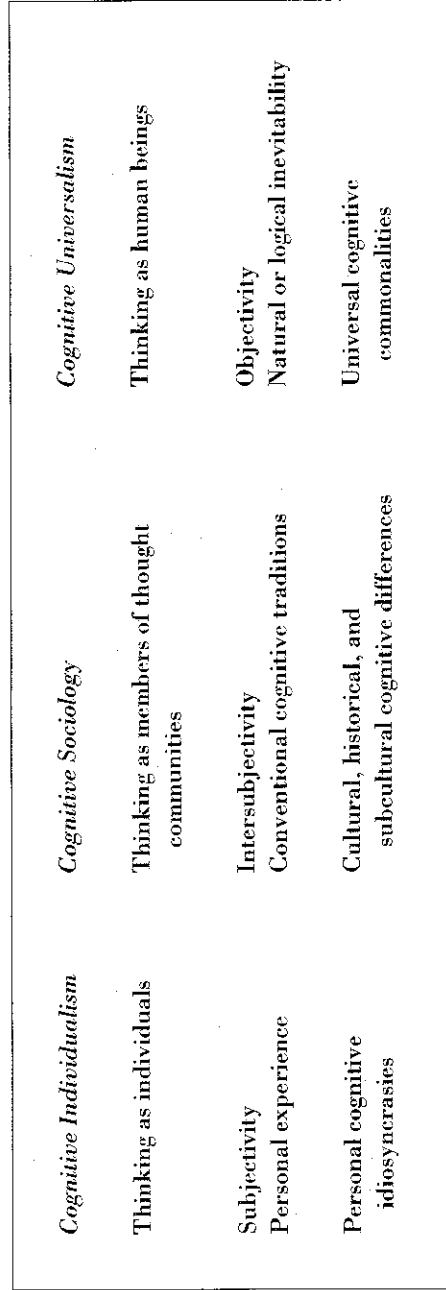 Cognitive Individualism
Thinking as individuals
Subjectivity
Personal experience
Personal cognitive
idiosyncrasies
Cognitive Sociology
Thinking as members of thought
communities
Intersubjectivity
Conventional cognitive traditions
Cultural, historical, and
subcultural cognitive differences
Cognitive Universalism
Thinking as human beings
Objectivity
Natural or logical inevitability
Universal cognitive
commonalities